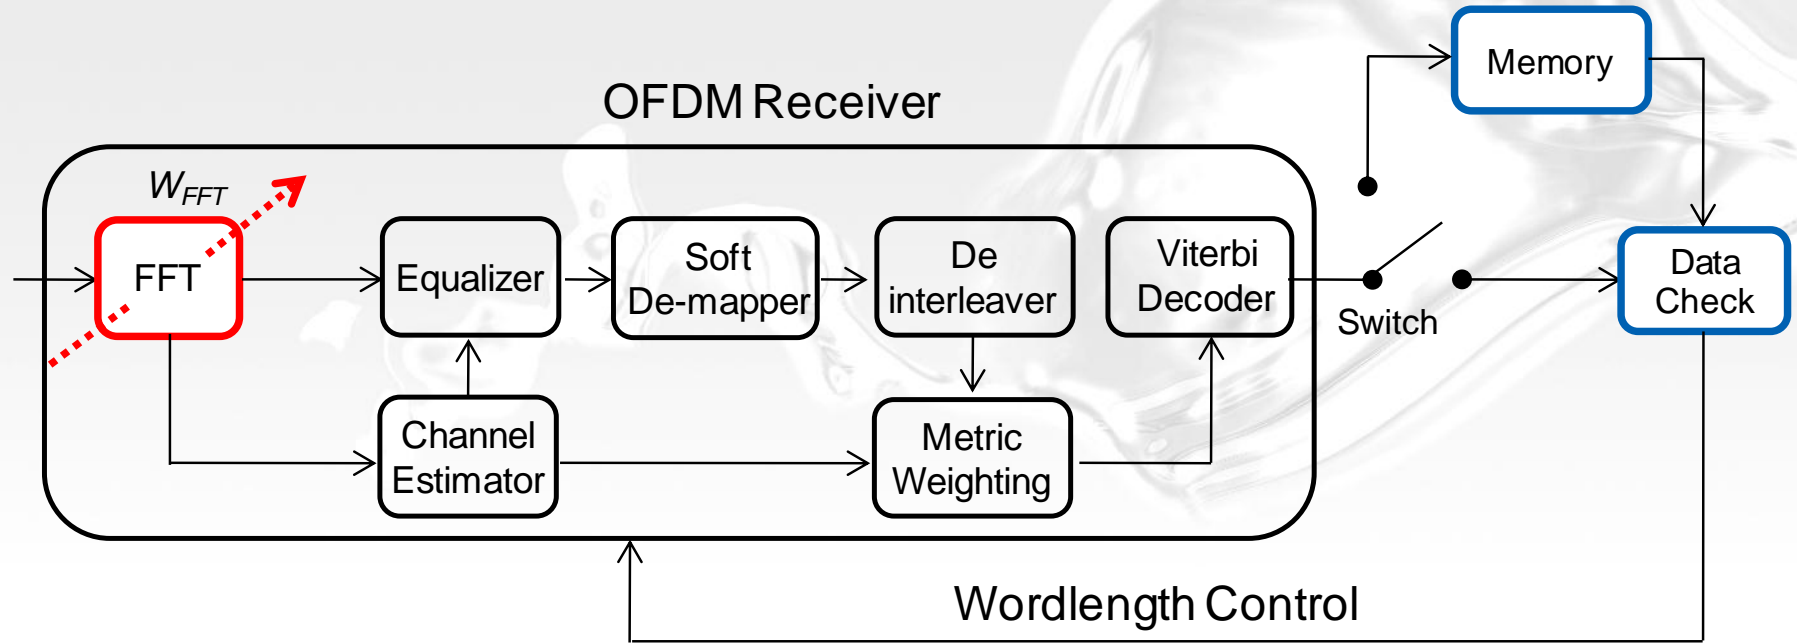 Memory
OFDM Receiver
W_FFT
FFT
Equalizer
Soft
De-mapper
De
interleaver
Viterbi
Decoder
Switch
Data
Check
Channel
Estimator
Metric
Weighting
Wordlength Control